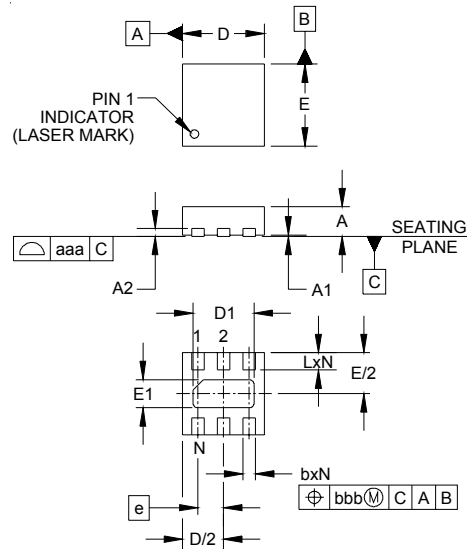 A
D
B
PIN 1
INDICATOR
(LASER MARK)
E
A
SEATING
PLANE
aaa C
C
A2
A1
D1
1 2
LxN
E/2
E1
N
bxN
bbb Ⓜ C A B
e
D/2